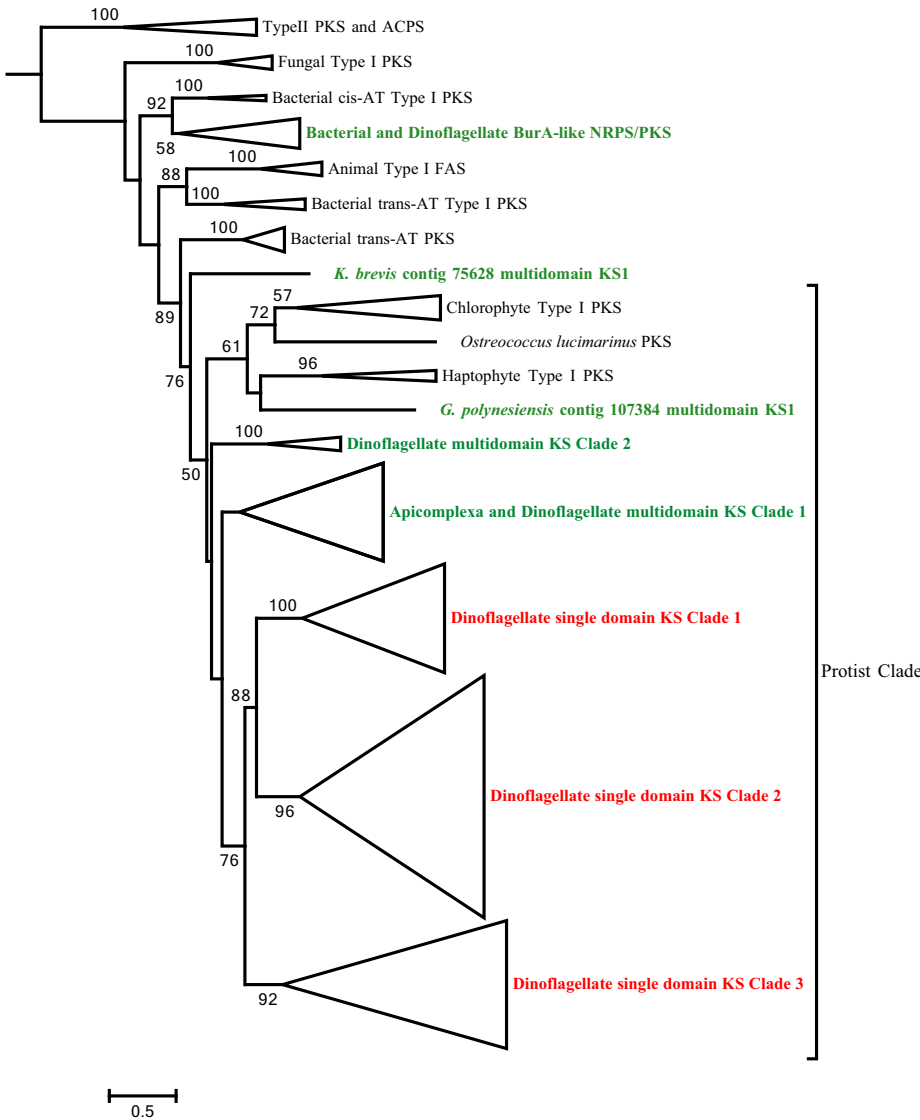 100
TypeII PKS and ACPS
100
Fungal Type I PKS
100
Bacterial cis-AT Type I PKS
92
Bacterial and Dinoflagellate BurA-like NRPS/PKS
58
100
Animal Type I FAS
88
100
Bacterial trans-AT Type I PKS
100
Bacterial trans-AT PKS
K. brevis contig 75628 multidomain KS1
89
57
Chlorophyte Type I PKS
72
Ostreococcus lucimarinus PKS
61
96
Haptophyte Type I PKS
76
G. polynesiensis contig 107384 multidomain KS1
100
Dinoflagellate multidomain KS Clade 2
50
Apicomplexa and Dinoflagellate multidomain KS Clade 1
100
Dinoflagellate single domain KS Clade 1
Protist Clade
88
Dinoflagellate single domain KS Clade 2
96
76
Dinoflagellate single domain KS Clade 3
92
0.5